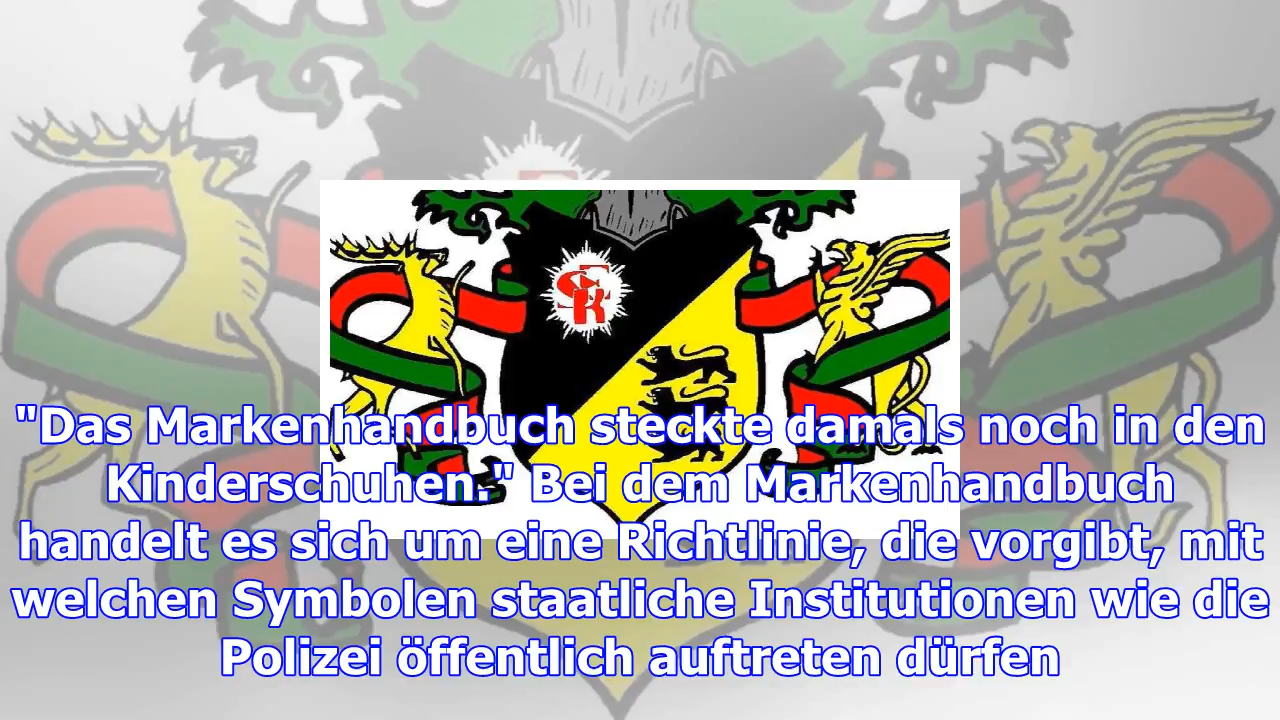 "Das Markenhandbuch steckte damals noch in den
Kinderschuhen." Bei dem Markenhandbuch
handelt es sich um eine Richtlinie, die vorgibt, mit
welchen Symbolen staatliche Institutionen wie die
Polizei öffentlich auftreten dürfen